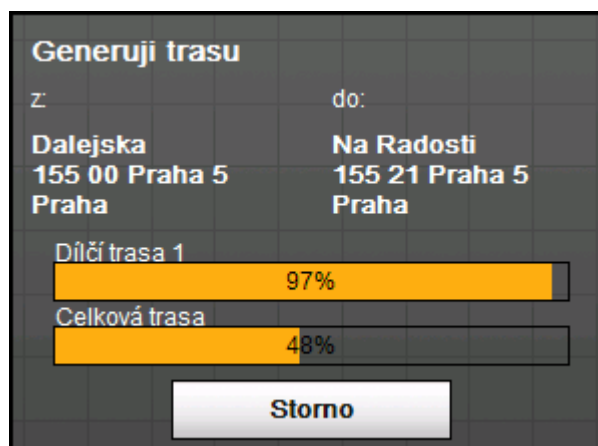 Generuji trasu
z:
do:
Dalejska
155 00 Praha 5
Praha
Na Radosti
155 21 Praha 5
Praha
Dílčí trasa 1
97%
Celková trasa
48%
Storno